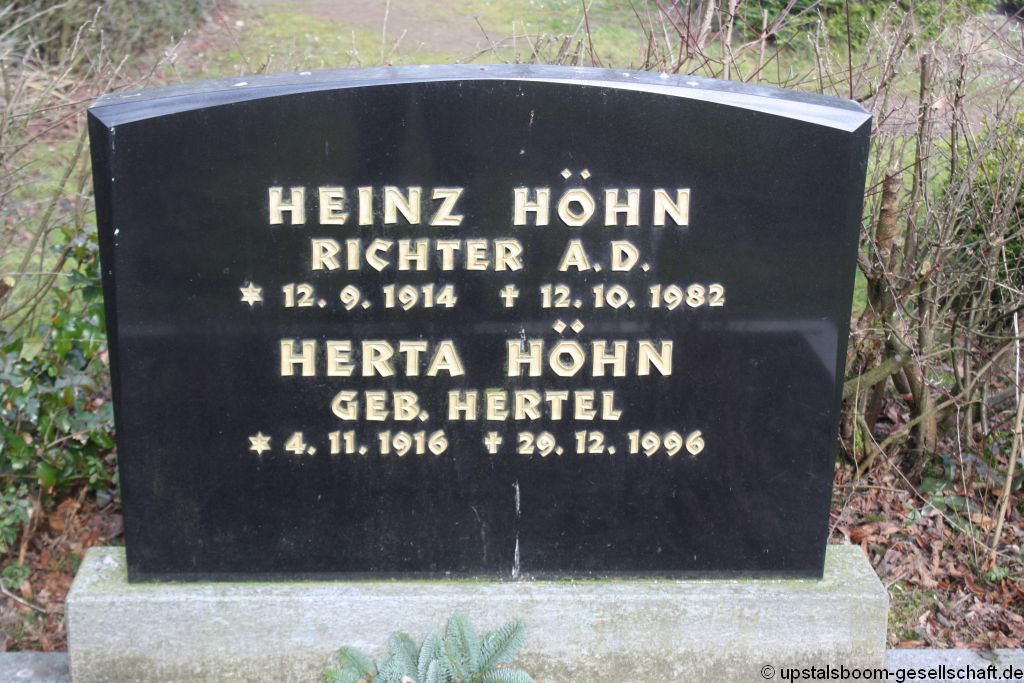 HEINZ HÖHN
RICHTER A.D.
* 12. 9. 1914 † 12. 10. 1982
HERTA HÖHN
GEB. HERTEL
* 4. 11. 1916 † 29. 12. 1996
© upstalsboom-gesellschaft.de